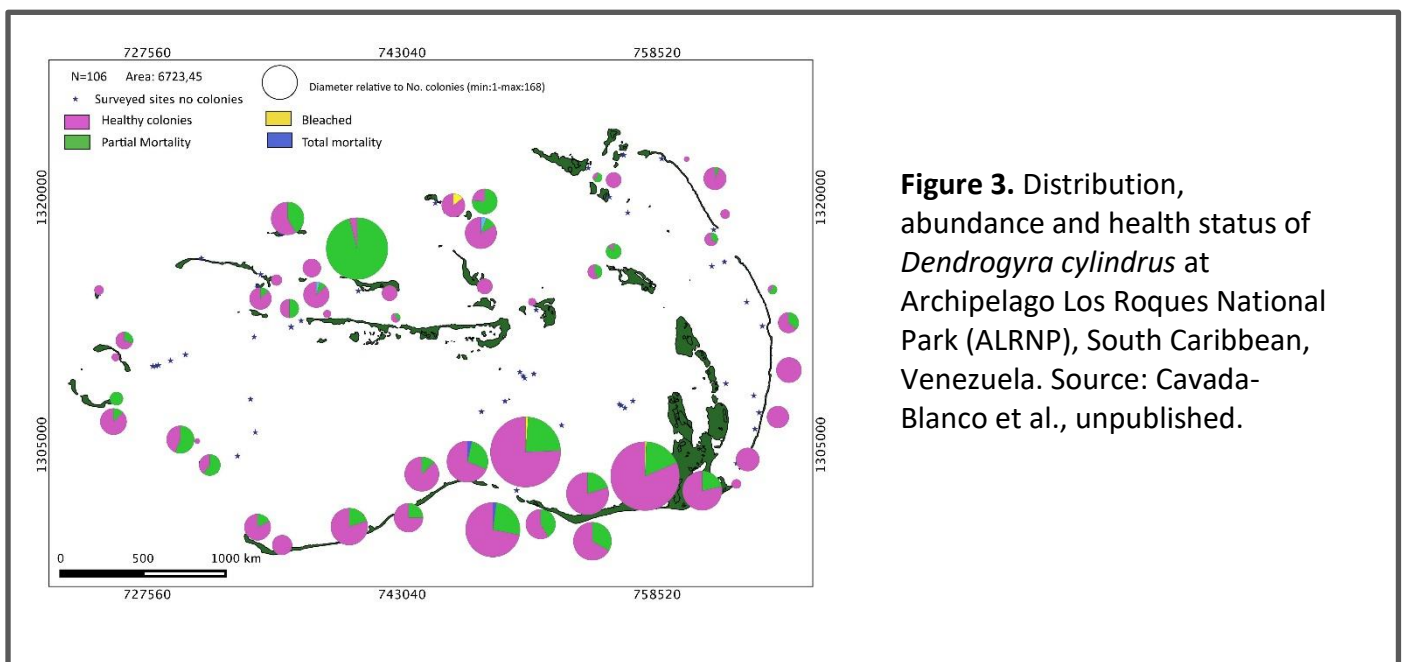 727560 743040 758520
N=106 Area: 6723,45
Diameter relative to No. colonies (min:1-max:168)
Surveyed sites no colonies
Healthy colonies
Bleached
Partial Mortality
Total mortality
1320000
1320000
1305000
1305000
0 500 1000 km
727560 743040 758520
Figure 3. Distribution,
abundance and health status of
Dendrogyra cylindrus at
Archipelago Los Roques National
Park (ALRNP), South Caribbean,
Venezuela. Source: Cavada-
Blanco et al., unpublished.